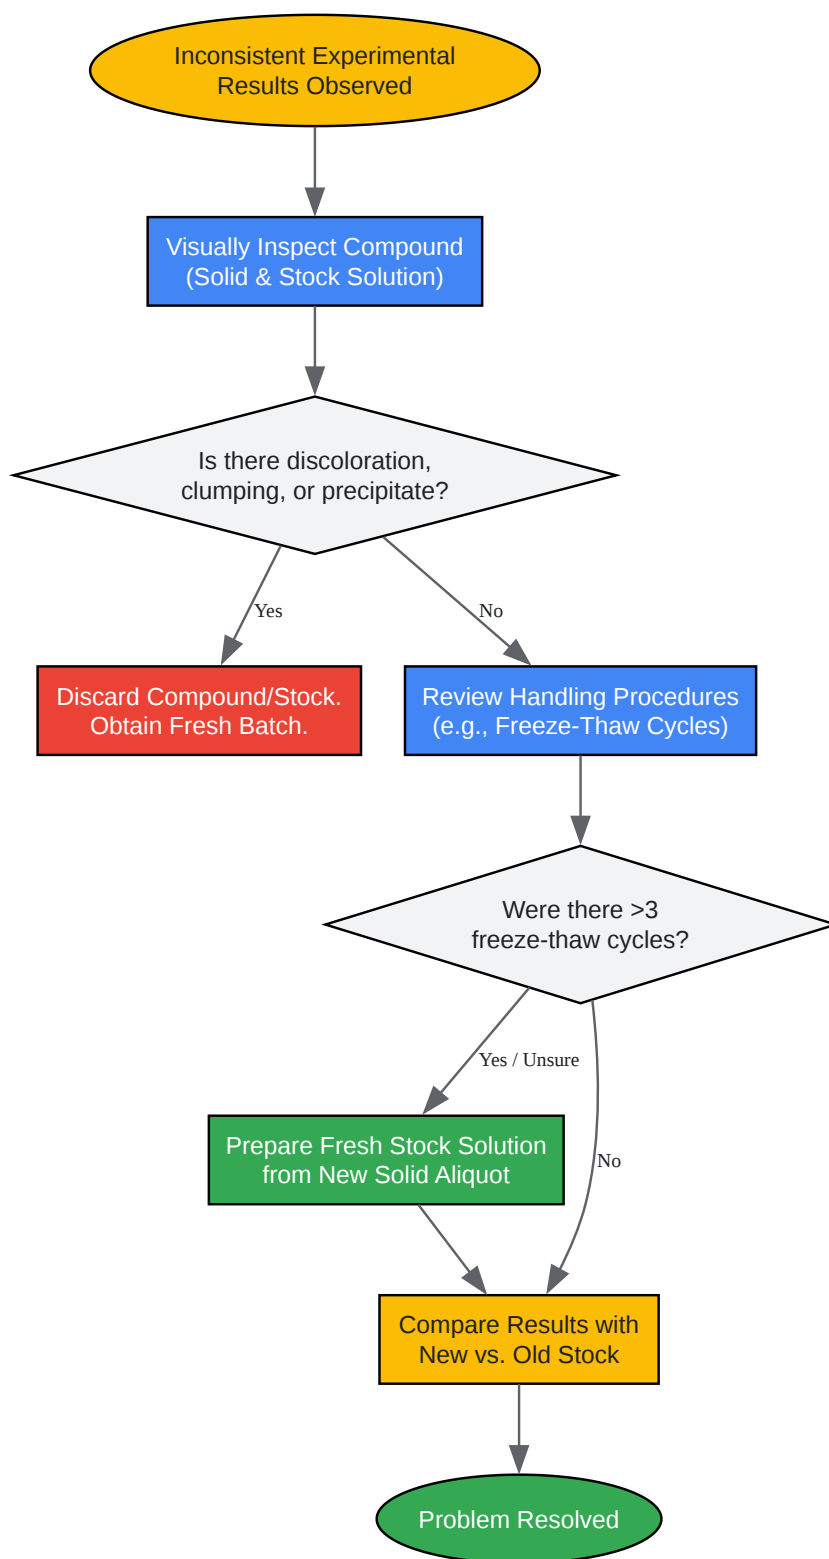 Inconsistent Experimental
Results Observed
Visually Inspect Compound
(Solid & Stock Solution)
Is there discoloration,
clumping, or precipitate?
Yes
No
Discard Compound/Stock.
Obtain Fresh Batch.
Review Handling Procedures
(e.g., Freeze-Thaw Cycles)
Were there >3
freeze-thaw cycles?
Yes / Unsure
Prepare Fresh Stock Solution
from New Solid Aliquot
No
Compare Results with
New vs. Old Stock
Problem Resolved